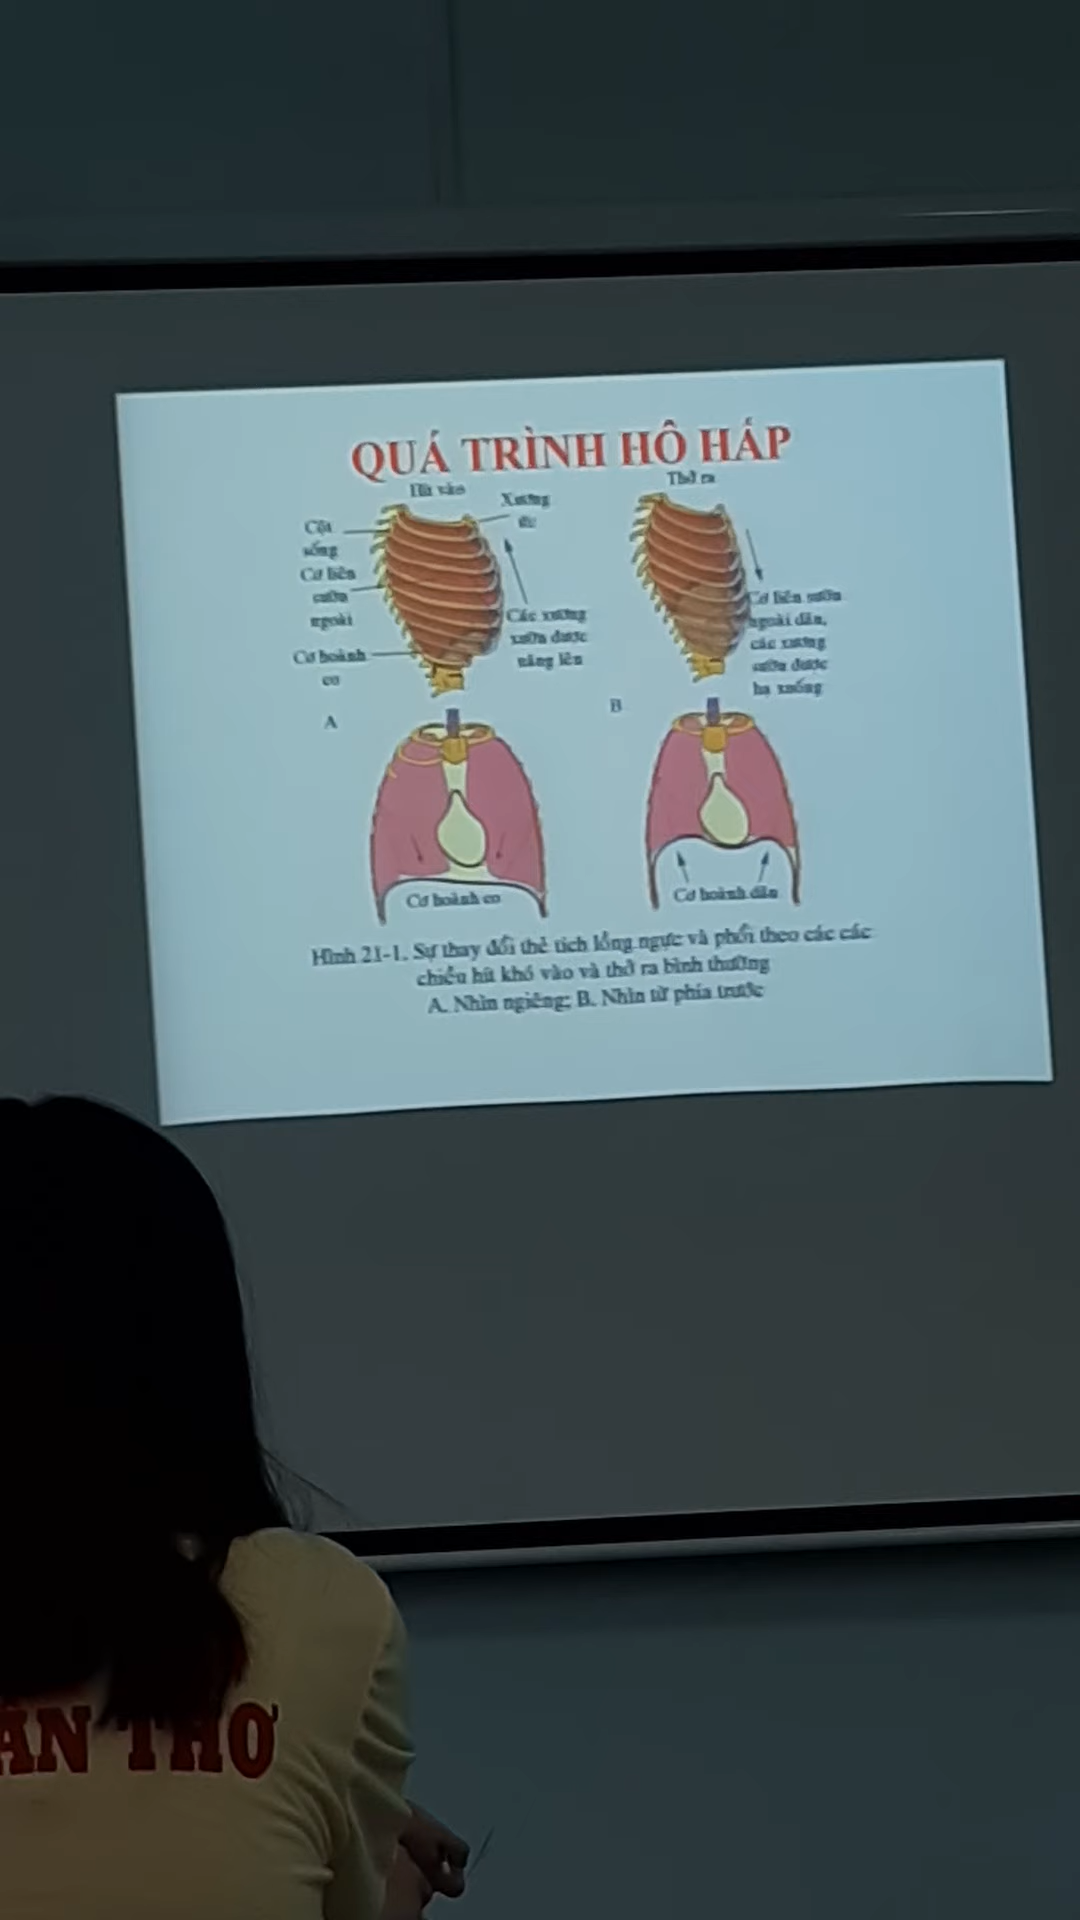 QUÁ TRÌNH HÔ HẤP
Hít vào
Thở ra
Xương
ức
Cột
sống
Cơ liên
sườn
ngoài
Cơ hoành
co
Các xương
sườn được
nâng lên
Cơ liên sườn
ngoài dãn,
các xương
sườn được
hạ xuống
A
B
Cơ hoành co
Cơ hoành dãn
Hình 21-1. Sự thay đổi thể tích lồng ngực và phổi theo các các
chiều hít khó vào và thở ra bình thường
A. Nhìn ngiêng; B. Nhìn từ phía trước
THƠ